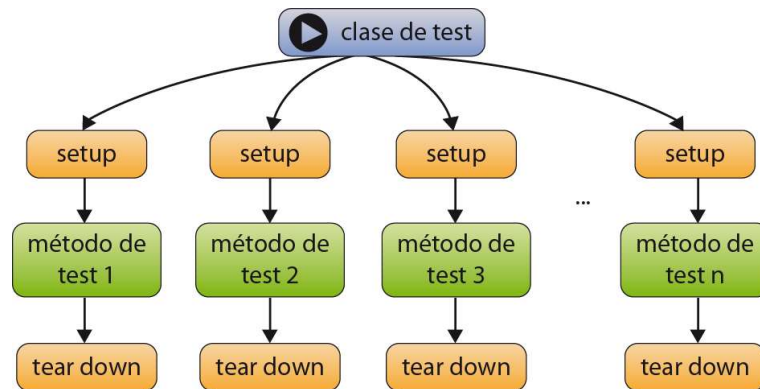 clase de test
setup
setup
setup
setup
...
método de
test 1
método de
test 2
método de
test 3
método de
test n
tear down
tear down
tear down
tear down